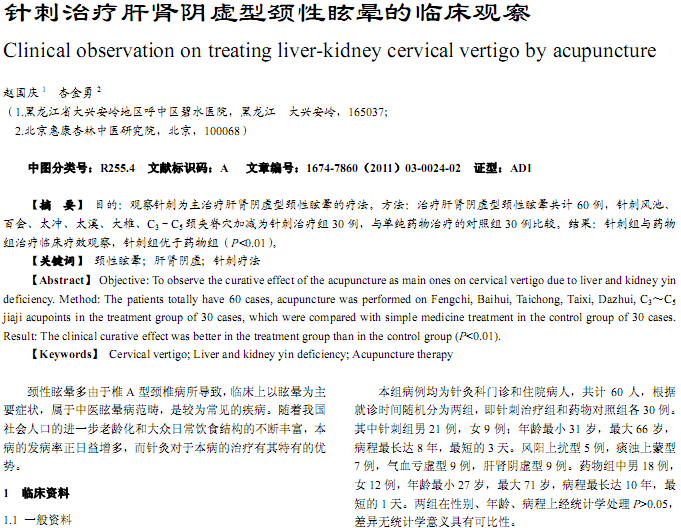 针刺治疗肝肾阴虚型颈性眩晕的临床观察
Clinical observation on treating liver-kidney cervical vertigo by acupuncture
赵国庆 1 杏金勇 2
（1.黑龙江省大兴安岭地区呼中区碧水医院，黑龙江 大兴安岭，165037；
2.北京惠康杏林中医研究院，北京，100068）
中图分类号：R255.4 文献标识码：A 文章编号：1674-7860（2011）03-0024-02 证型：ADI
【摘 要】 目的：观察针刺为主治疗肝肾阴虚型颈性眩晕的疗法。方法：治疗肝肾阴虚型颈性眩晕共计 60 例，针刺风池、
百会、太冲、太溪、大椎、C3－C5 颈夹脊穴加减为针刺治疗组 30 例，与单纯药物治疗的对照组 30 例比较。结果：针刺组与药物
组治疗临床疗效观察，针刺组优于药物组（P<0.01）。
【关键词】 颈性眩晕；肝肾阴虚；针刺疗法
【Abstract】 Objective: To observe the curative effect of the acupuncture as main ones on cervical vertigo due to liver and kidney yin
deficiency. Method: The patients totally have 60 cases, acupuncture was performed on Fengchi, Baihui, Taichong, Taixi, Dazhui, C3～C5
jiaji acupoints in the treatment group of 30 cases, which were compared with simple medicine treatment in the control group of 30 cases.
Result: The clinical curative effect was better in the treatment group than in the control group (P<0.01).
【Keywords】 Cervical vertigo; Liver and kidney yin deficiency; Acupuncture therapy
颈性眩晕多由于椎 A 型颈椎病所导致，临床上以眩晕为主
要症状，属于中医眩晕病范畴，是较为常见的疾病。随着我国
社会人口的进一步老龄化和大众日常饮食结构的不断丰富，本
病的发病率正日益增多，而针灸对于本病的治疗有其特有的优
势。
1 临床资料
1.1 一般资料
本组病例均为针灸科门诊和住院病人，共计 60 人，根据
就诊时间随机分为两组，即针刺治疗组和药物对照组各 30 例。
其中针刺组男 21 例，女 9 例；年龄最小 31 岁，最大 66 岁，
病程最长达 8 年，最短的 3 天。风阳上扰型 5 例，痰浊上蒙型
7 例，气血亏虚型 9 例，肝肾阴虚型 9 例。药物组中男 18 例，
女 12 例，年龄最小 27 岁，最大 71 岁，病程最长达 10 年，最
短的 1 天。两组在性别、年龄、病程上经统计学处理 P>0.05，
差异无统计学意义具有可比性。